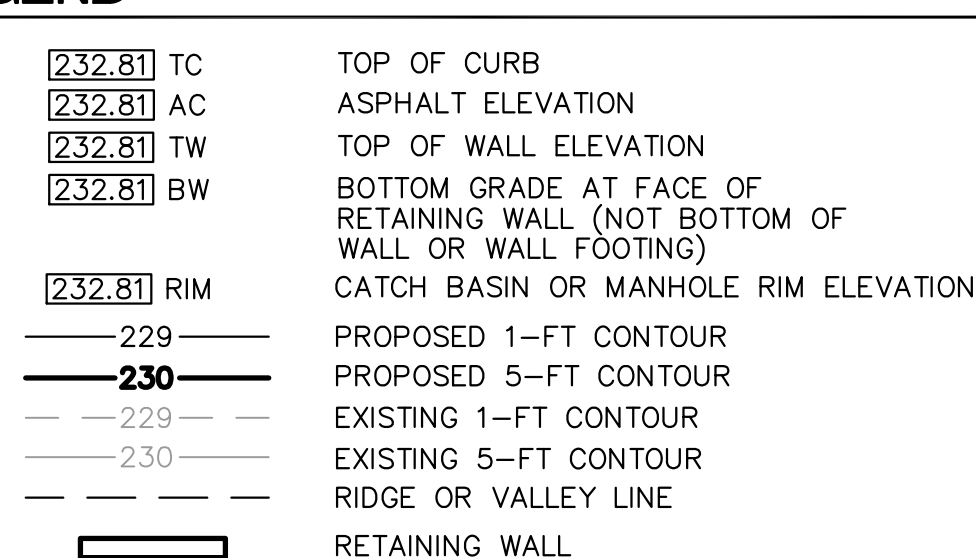 232.81 TC TOP OF CURB
232.81 AC ASPHALT ELEVATION
232.81 TW TOP OF WALL ELEVATION
232.81 BW BOTTOM GRADE AT FACE OF
RETAINING WALL (NOT BOTTOM OF
WALL OR WALL FOOTING)
232.81 RIM CATCH BASIN OR MANHOLE RIM ELEVATION
229 PROPOSED 1-FT CONTOUR
230 PROPOSED 5-FT CONTOUR
229 EXISTING 1-FT CONTOUR
230 EXISTING 5-FT CONTOUR
RIDGE OR VALLEY LINE
RETAINING WALL